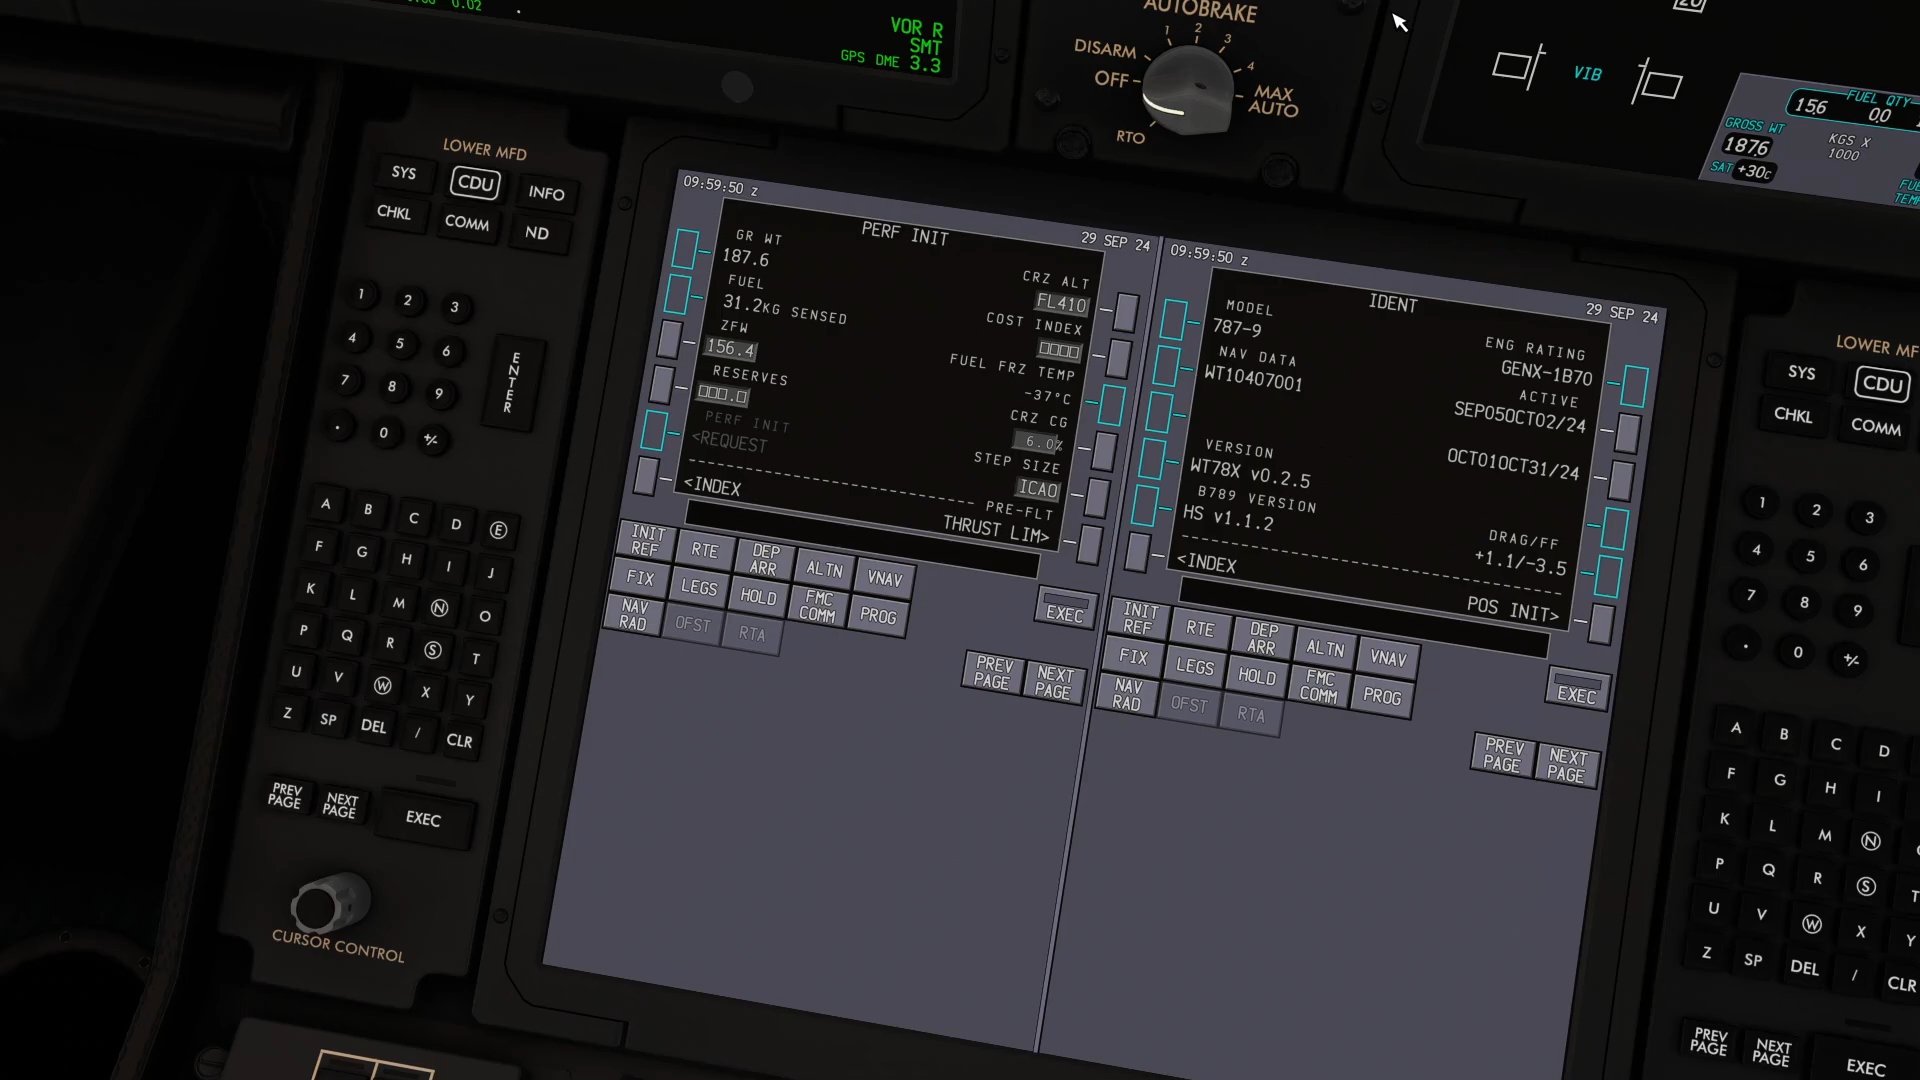 0.02
VOR R
SMT
GPS DME 3.3
AUTOBRAKE
DISARM
1
2
3
4
OFF
MAX
AUTO
RTO
VIB
FUEL QTY
15.6
0.0
GROSS WT
187.6
KGS X
1000
SAT +30C
LOWER MFD
SYS
CDU
INFO
CHKL
COMM
ND
1
2
3
4
5
6
7
8
9
.
0
+/-
ENTER
A
B
C
D
E
F
G
H
I
J
K
L
M
N
O
P
Q
R
S
T
U
V
W
X
Y
Z
SP
DEL
/
CLR
PREV
PAGE
NEXT
PAGE
EXEC
CURSOR CONTROL
09:59:50 z
29 SEP 24
PERF INIT
GR WT
187.6
CRZ ALT
FL410
FUEL
31.2KG SENSED
COST INDEX
□□□□
ZFW
156.4
FUEL FRZ TEMP
-37°C
RESERVES
□□□.□
CRZ CG
6.0%
PERF INIT
<REQUEST
STEP SIZE
ICAO
PRE-FLT
<INDEX
THRUST LIM>
INIT
REF
RTE
DEP
ARR
ALTN
VNAV
FIX
LEGS
HOLD
FMC
COMM
PROG
NAV
RAD
OFST
RTA
EXEC
PREV
PAGE
NEXT
PAGE
09:59:50 z
29 SEP 24
IDENT
MODEL
787-9
ENG RATING
GENX-1B70
NAV DATA
WT10407001
ACTIVE
SEP05OCT02/24
OCT01OCT31/24
VERSION
WT78X v0.2.5
B789 VERSION
HS v1.1.2
DRAG/FF
+1.1/-3.5
<INDEX
POS INIT>
INIT
REF
RTE
DEP
ARR
ALTN
VNAV
FIX
LEGS
HOLD
FMC
COMM
PROG
NAV
RAD
OFST
RTA
EXEC
PREV
PAGE
NEXT
PAGE
SYS
CDU
CHKL
COMM
1
2
3
4
5
6
7
8
9
.
0
+/-
A
B
C
D
F
G
H
I
K
L
M
N
P
Q
R
S
U
V
W
X
Y
Z
SP
DEL
/
CLR
PREV
PAGE
NEXT
PAGE
EXEC